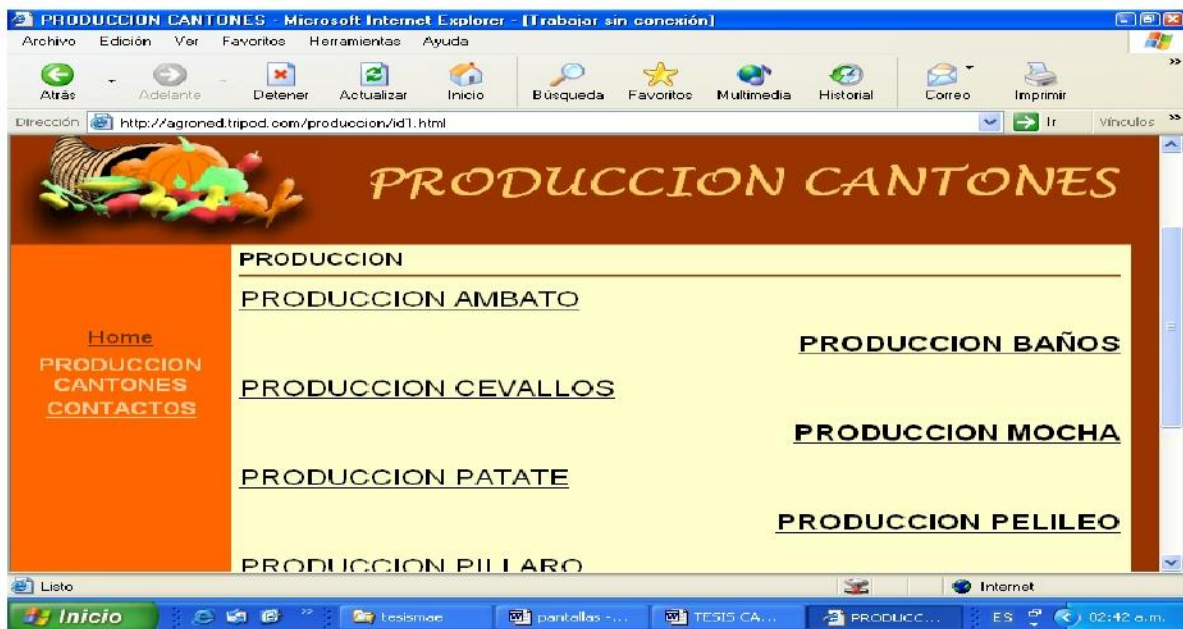 PRODUCCION CANTONES - Microsoft Internet Explorer - [Trabajar sin conexión]
Archivo Edición Ver Favoritos Herramientas Ayuda
Atrás Adelante Detener Actualizar Inicio Búsqueda Favoritos Multimedia Historial Correo Imprimir
Dirección http://agroned.tripod.com/produccion/id1.html Ir Vínculos
PRODUCCION CANTONES
PRODUCCION
PRODUCCION AMBATO
Home
PRODUCCION BAÑOS
PRODUCCION
CANTONES
PRODUCCION CEVALLOS
CONTACTOS
PRODUCCION MOCHA
PRODUCCION PATATE
PRODUCCION PELILEO
PRODUCCION PILLARO
Listo Internet
Inicio tesismae pantallas -... TESIS CA... PRODUCC... ES 02:42 a.m.